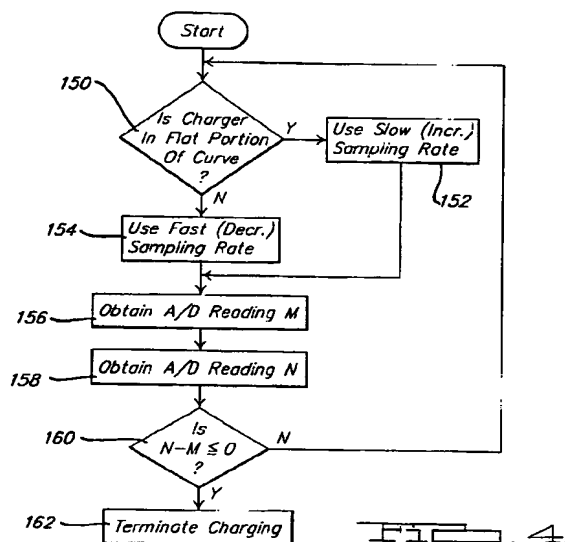 Start
150
Is Charger
In Flat Portion
Of Curve
?
Y
Use Slow (Incr.)
Sampling Rate
152
N
154
Use Fast (Decr.)
Sampling Rate
156
Obtain A/D Reading M
158
Obtain A/D Reading N
160
Is
N-M ≤ 0
?
N
Y
162
Terminate Charging
4